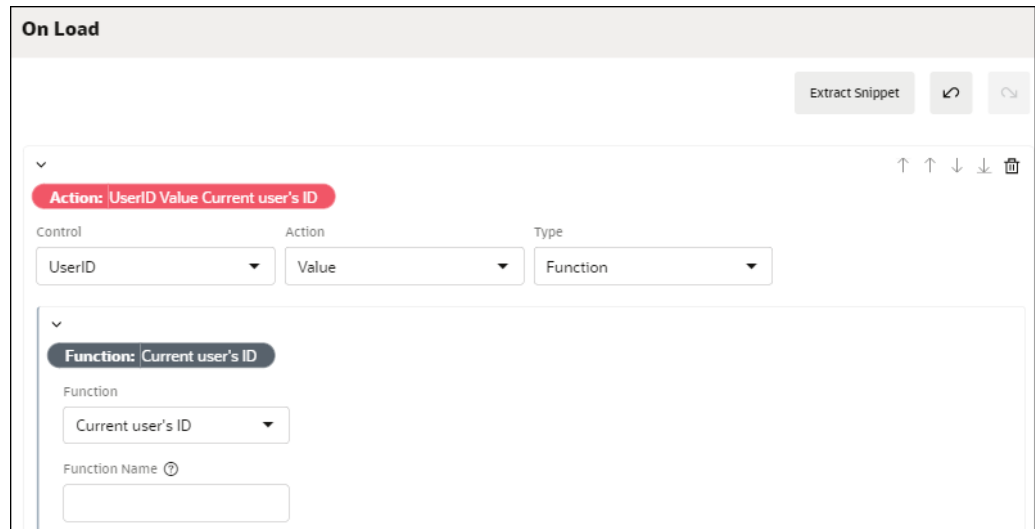 On Load
Extract Snippet
Action: UserID Value Current user's ID
Control Action Type
UserID Value Function
Function: Current user's ID
Function
Current user's ID
Function Name ?